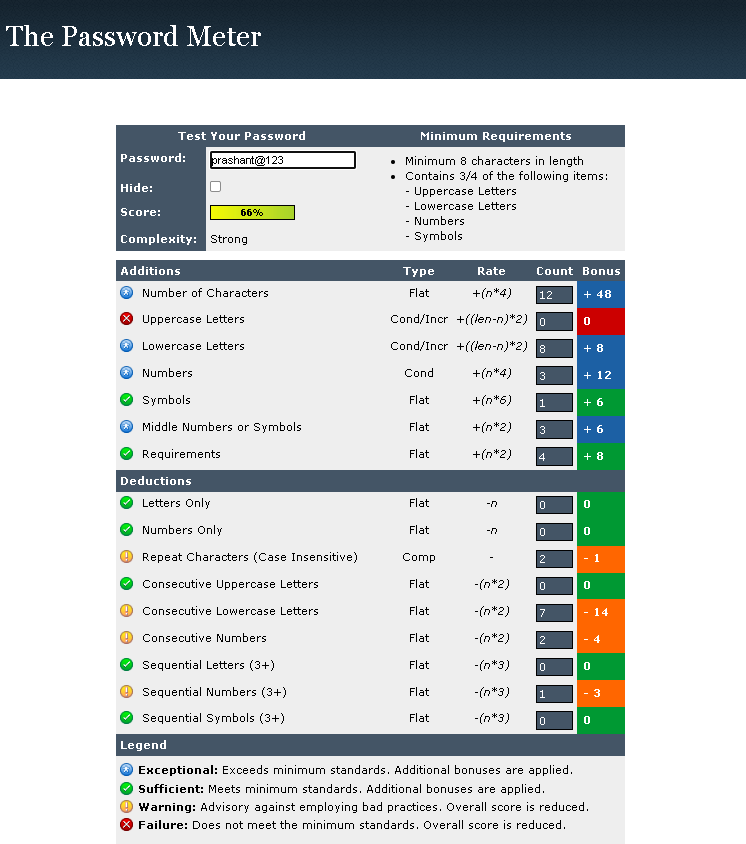 The Password Meter
Test Your Password
Minimum Requirements
Password:
prashant@123
Hide:
Score:
66%
Complexity:
Strong
• Minimum 8 characters in length
• Contains 3/4 of the following items:
- Uppercase Letters
- Lowercase Letters
- Numbers
- Symbols
Additions Type Rate Count Bonus
Number of Characters Flat +(n*4) 12 + 48
Uppercase Letters Cond/Incr +((len-n)*2) 0 0
Lowercase Letters Cond/Incr +((len-n)*2) 8 + 8
Numbers Cond +(n*4) 3 + 12
Symbols Flat +(n*6) 1 + 6
Middle Numbers or Symbols Flat +(n*2) 3 + 6
Requirements Flat +(n*2) 4 + 8
Deductions
Letters Only Flat -n 0 0
Numbers Only Flat -n 0 0
Repeat Characters (Case Insensitive) Comp - 2 - 1
Consecutive Uppercase Letters Flat -(n*2) 0 0
Consecutive Lowercase Letters Flat -(n*2) 7 - 14
Consecutive Numbers Flat -(n*2) 2 - 4
Sequential Letters (3+) Flat -(n*3) 0 0
Sequential Numbers (3+) Flat -(n*3) 1 - 3
Sequential Symbols (3+) Flat -(n*3) 0 0
Legend
Exceptional: Exceeds minimum standards. Additional bonuses are applied.
Sufficient: Meets minimum standards. Additional bonuses are applied.
Warning: Advisory against employing bad practices. Overall score is reduced.
Failure: Does not meet the minimum standards. Overall score is reduced.